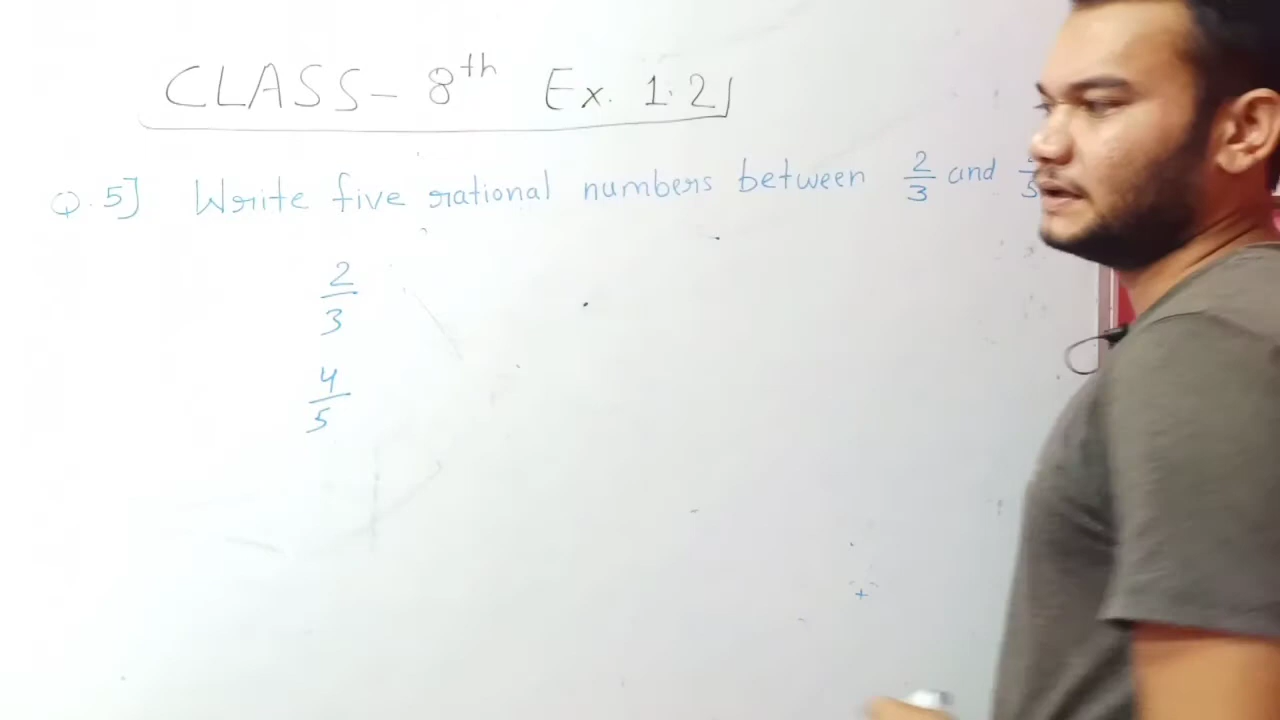 CLASS - 8th Ex. 1.2
Q.5] Write five rational numbers between 2/3 and
2/3
4/5